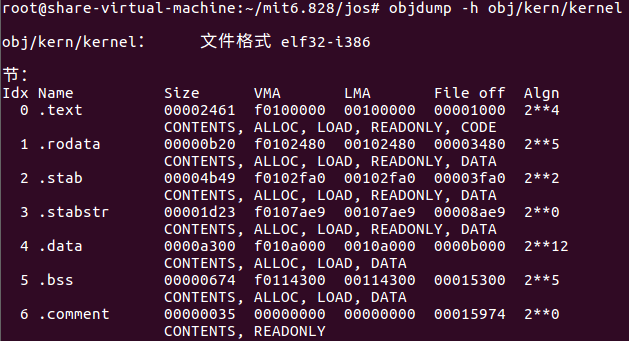 root@share-virtual-machine:~/mit6.828/jos# objdump -h obj/kern/kernel
obj/kern/kernel：     文件格式 elf32-i386
节：
Idx Name          Size      VMA       LMA       File off  Algn
  0 .text         00002461  f0100000  00100000  00001000  2**4
                  CONTENTS, ALLOC, LOAD, READONLY, CODE
  1 .rodata       00000b20  f0102480  00102480  00003480  2**5
                  CONTENTS, ALLOC, LOAD, READONLY, DATA
  2 .stab         00004b49  f0102fa0  00102fa0  00003fa0  2**2
                  CONTENTS, ALLOC, LOAD, READONLY, DATA
  3 .stabstr      00001d23  f0107ae9  00107ae9  00008ae9  2**0
                  CONTENTS, ALLOC, LOAD, READONLY, DATA
  4 .data         0000a300  f010a000  0010a000  0000b000  2**12
                  CONTENTS, ALLOC, LOAD, DATA
  5 .bss          00000674  f0114300  00114300  00015300  2**5
                  CONTENTS, ALLOC, LOAD, DATA
  6 .comment      00000035  00000000  00000000  00015974  2**0
                  CONTENTS, READONLY